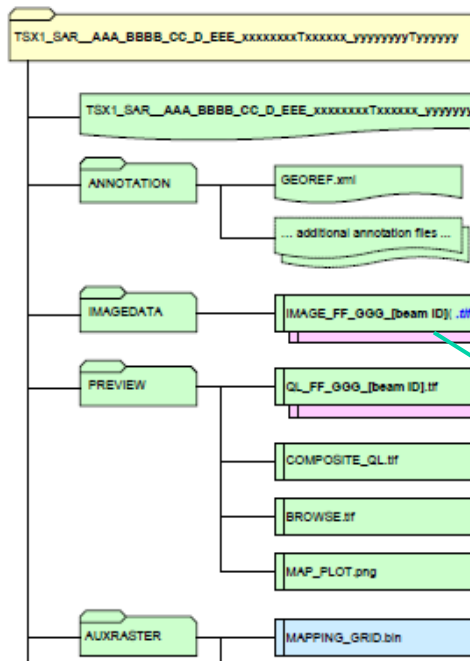 TSX1_SAR__AAA_BBBB_CC_D_EEE_xxxxxxxxTxxxxxx_yyyyyyyyTyyyyyy
TSX1_SAR__AAA_BBBB_CC_D_EEE_xxxxxxxxTxxxxxx_yyyyyyy
ANNOTATION
GEOREF.xml
... additional annotation files ...
IMAGEDATA
IMAGE_FF_GGG_[beam ID]( .tif
PREVIEW
QL_FF_GGG_[beam ID].tif
COMPOSITE_QL.tif
BROWSE.tif
MAP_PLOT.png
AUXRASTER
MAPPING_GRID.bin